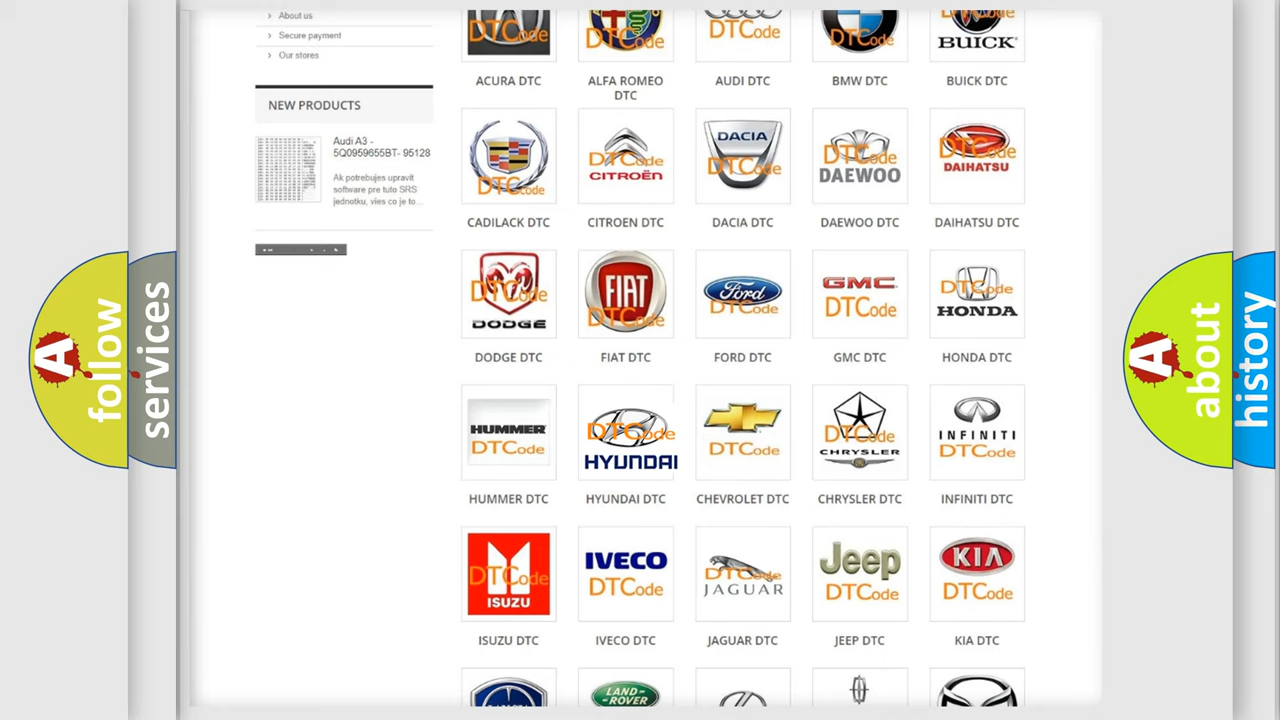 About us
Secure payment
Our stores
NEW PRODUCTS
Audi A3 -
5Q0959655BT- 95128
Ak potrebujes upravit
software pre tuto SRS
jednotku, vies co je to...
DTCode
DTCode
DTCode
DTCode
BUICK
ACURA DTC
ALFA ROMEO
DTC
AUDI DTC
BMW DTC
BUICK DTC
DTCode
DTCode
CITROËN
DACIA
DTCode
DTCode
DAEWOO
DTCode
DAIHATSU
CADILACK DTC
CITROEN DTC
DACIA DTC
DAEWOO DTC
DAIHATSU DTC
DTCode
DODGE
FIAT
DTCode
Ford
DTCode
GMC
DTCode
DTCode
HONDA
DODGE DTC
FIAT DTC
FORD DTC
GMC DTC
HONDA DTC
HUMMER
DTCode
DTCode
HYUNDAI
DTCode
DTCode
CHRYSLER
INFINITI
DTCode
HUMMER DTC
HYUNDAI DTC
CHEVROLET DTC
CHRYSLER DTC
INFINITI DTC
DTCode
ISUZU
IVECO
DTCode
DTCode
JAGUAR
Jeep
DTCode
KIA
DTCode
ISUZU DTC
IVECO DTC
JAGUAR DTC
JEEP DTC
KIA DTC
LAND-
ROVER
A
follow
services
A
about
history